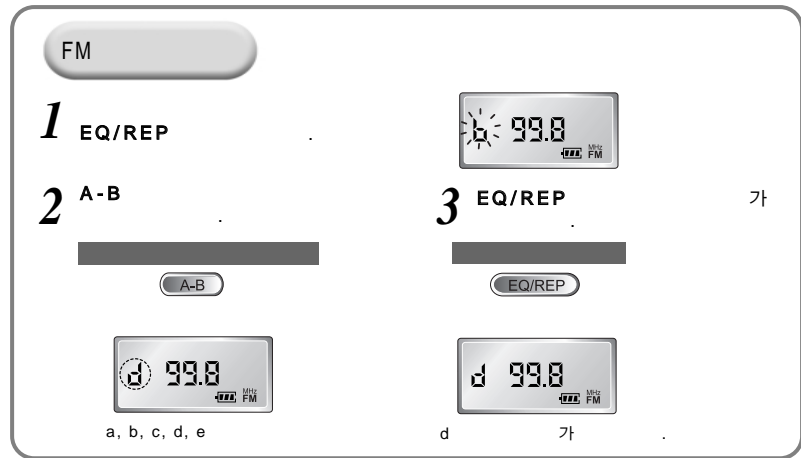 FM
1 EQ/REP .
b 99.8
MHz
FM
2 A-B
.
A-B
d 99.8
MHz
FM
a, b, c, d, e
3 EQ/REP 가
.
EQ/REP
d 99.8
MHz
FM
d 가 .